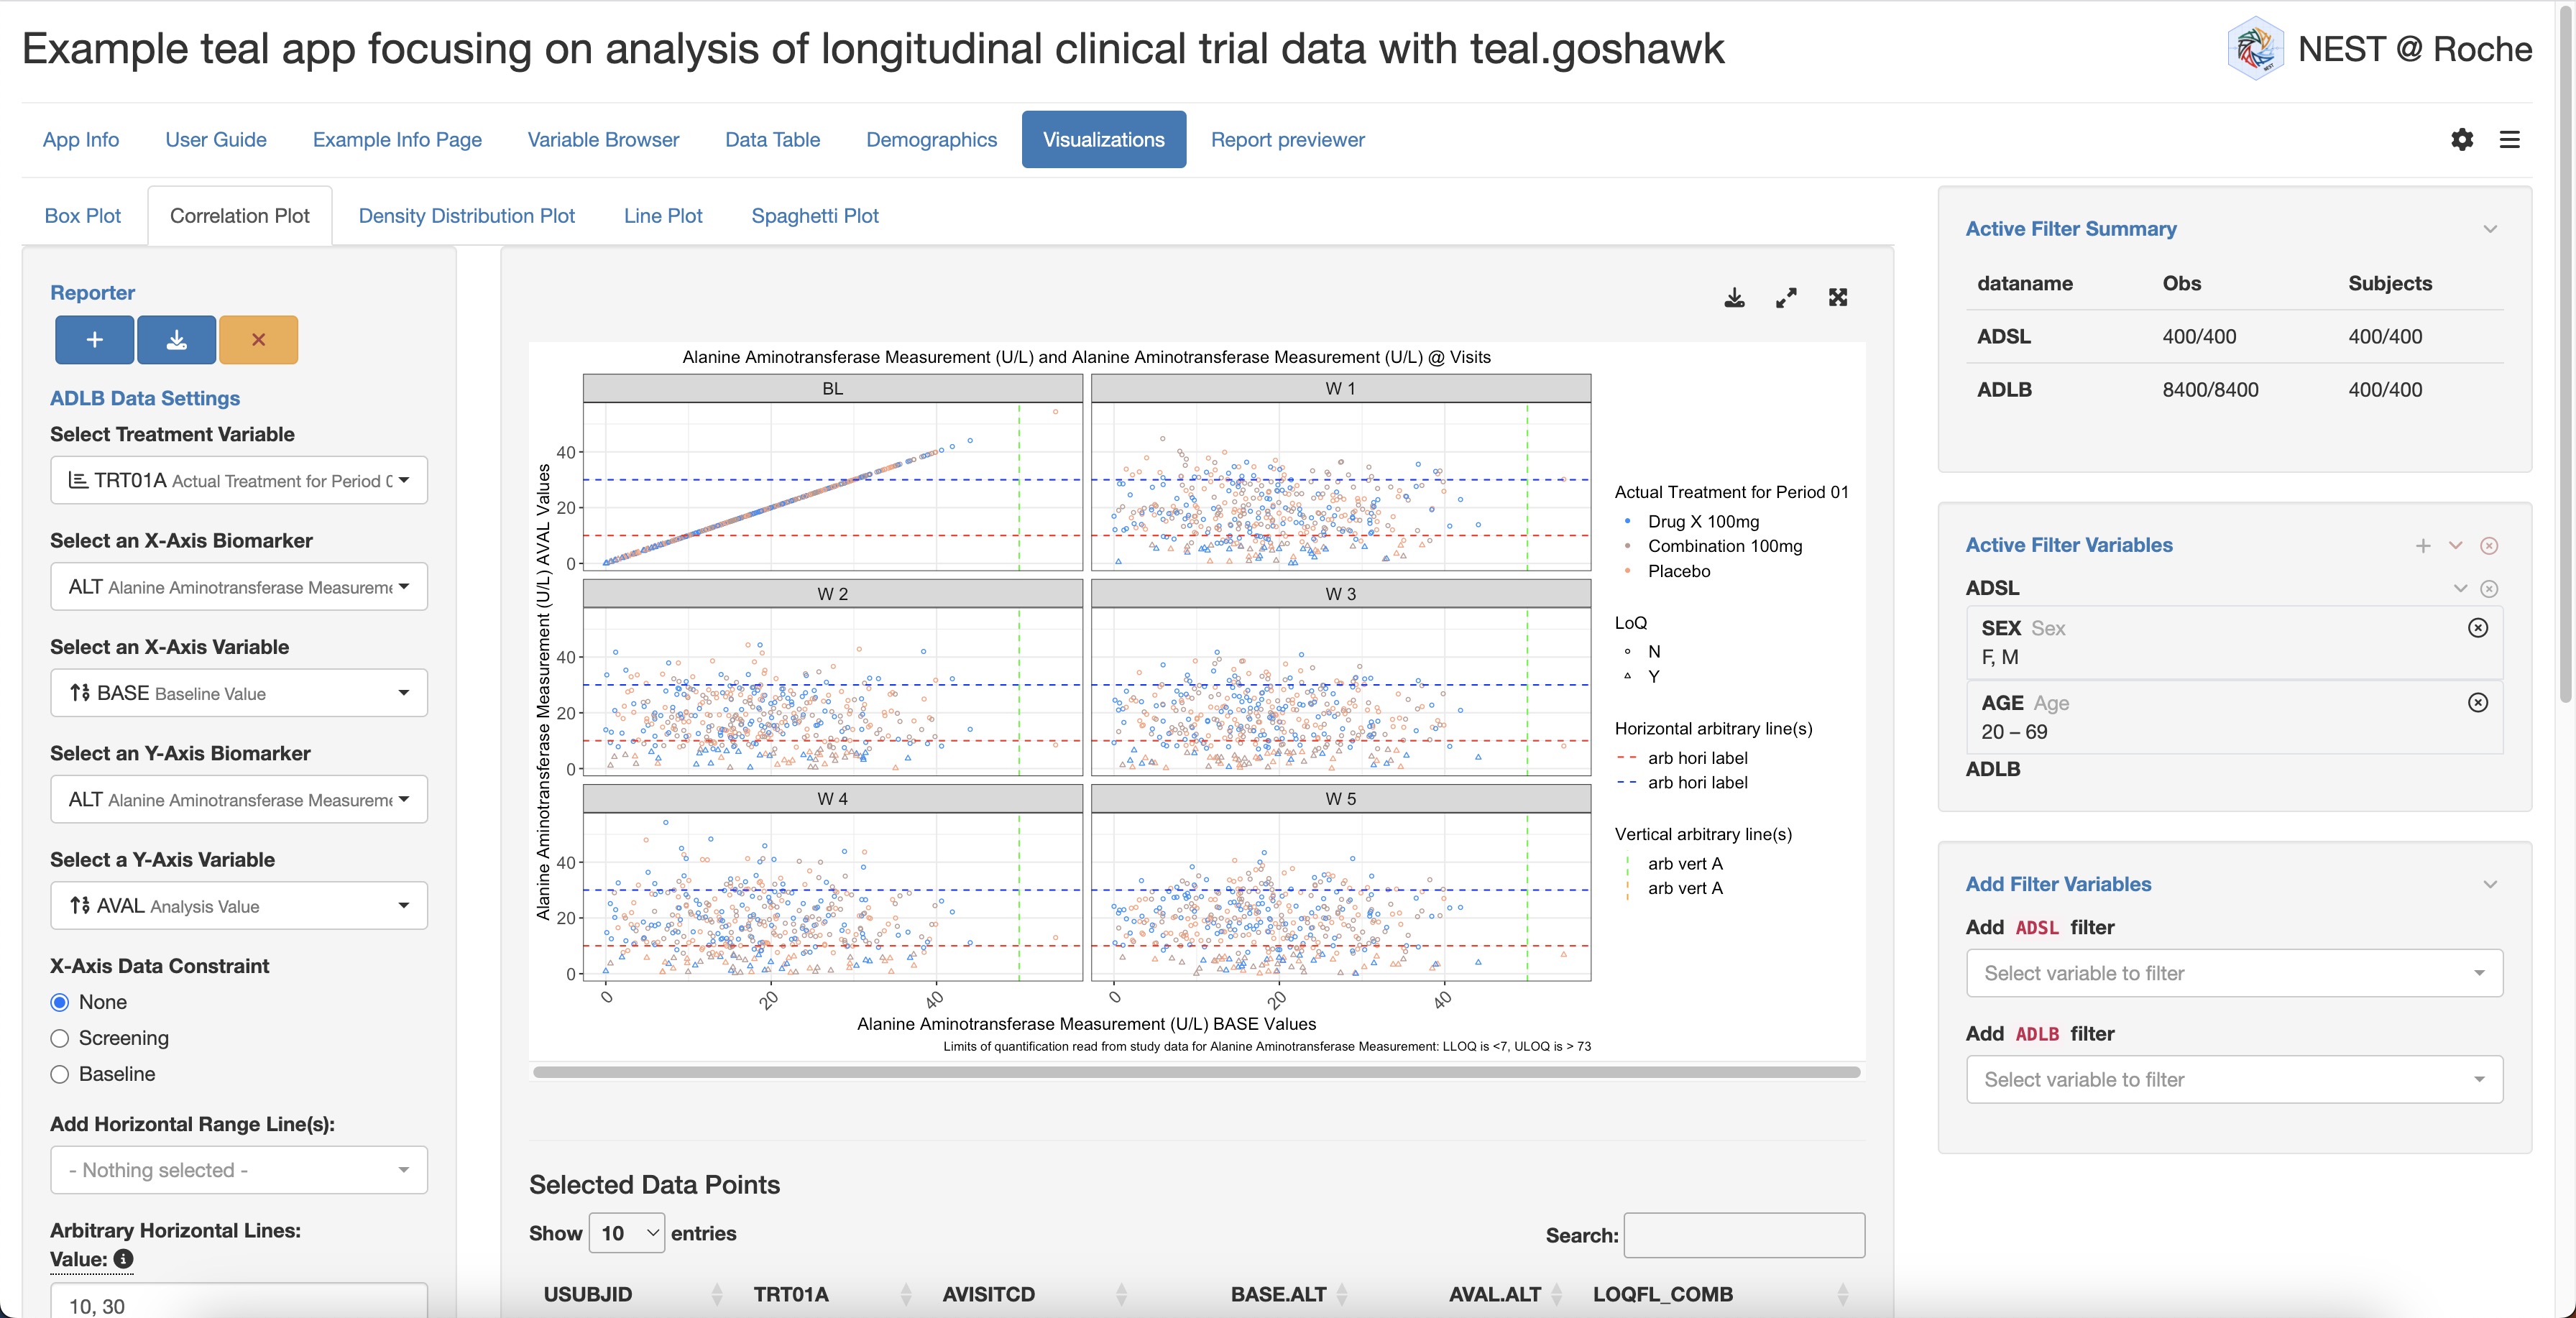 Example teal app focusing on analysis of longitudinal clinical trial data with teal.goshawk
NEST @ Roche
App Info
User Guide
Example Info Page
Variable Browser
Data Table
Demographics
Visualizations
Report previewer
Box Plot
Correlation Plot
Density Distribution Plot
Line Plot
Spaghetti Plot
Reporter
ADLB Data Settings
Select Treatment Variable
TRT01A Actual Treatment for Period 0
Select an X-Axis Biomarker
ALT Alanine Aminotransferase Measureme
Select an X-Axis Variable
BASE Baseline Value
Select an Y-Axis Biomarker
ALT Alanine Aminotransferase Measureme
Select a Y-Axis Variable
AVAL Analysis Value
X-Axis Data Constraint
None
Screening
Baseline
Add Horizontal Range Line(s):
- Nothing selected -
Arbitrary Horizontal Lines:
Value:
10, 30
Alanine Aminotransferase Measurement (U/L) and Alanine Aminotransferase Measurement (U/L) @ Visits
Alanine Aminotransferase Measurement (U/L) AVAL Values
BL
W 1
40
20
0
W 2
W 3
40
20
0
W 4
W 5
40
20
0
0
20
40
0
20
40
Alanine Aminotransferase Measurement (U/L) BASE Values
Limits of quantification read from study data for Alanine Aminotransferase Measurement: LLOQ is <7, ULOQ is > 73
Actual Treatment for Period 01
Drug X 100mg
Combination 100mg
Placebo
LoQ
N
Y
Horizontal arbitrary line(s)
arb hori label
arb hori label
Vertical arbitrary line(s)
arb vert A
arb vert A
Selected Data Points
Show 10 entries
Search:
USUBJID TRT01A AVISITCD BASE.ALT AVAL.ALT LOQFL_COMB
Active Filter Summary
dataname Obs Subjects
ADSL 400/400 400/400
ADLB 8400/8400 400/400
Active Filter Variables
ADSL
SEX Sex
F, M
AGE Age
20 – 69
ADLB
Add Filter Variables
Add ADSL filter
Select variable to filter
Add ADLB filter
Select variable to filter